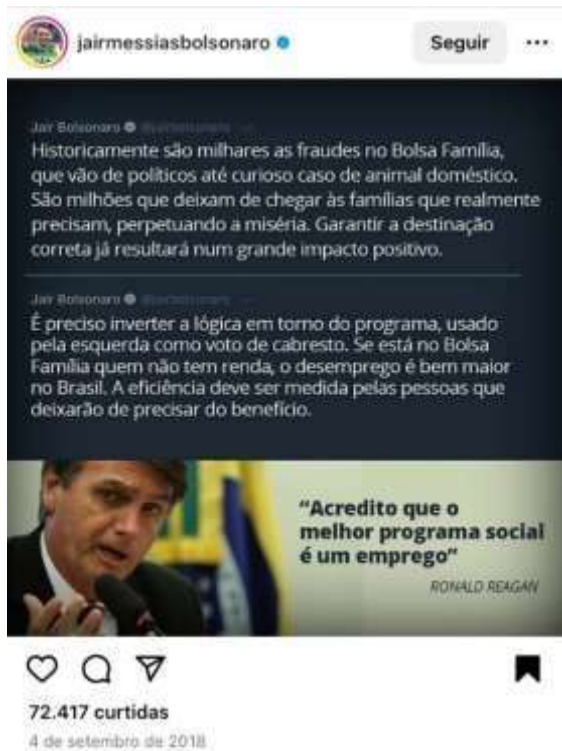 jairmessiasbolsonaro
Seguir
Jair Bolsonaro
Historicamente são milhares as fraudes no Bolsa Família,
que vão de políticos até curioso caso de animal doméstico.
São milhões que deixam de chegar às famílias que realmente
precisam, perpetuando a miséria. Garantir a destinação
correta já resultará num grande impacto positivo.
Jair Bolsonaro
É preciso inverter a lógica em torno do programa, usado
pela esquerda como voto de cabresto. Se está no Bolsa
Família quem não tem renda, o desemprego é bem maior
no Brasil. A eficiência deve ser medida pelas pessoas que
deixarão de precisar do benefício.
“Acredito que o
melhor programa social
é um emprego”
RONALD REAGAN
72.417 curtidas
4 de setembro de 2018